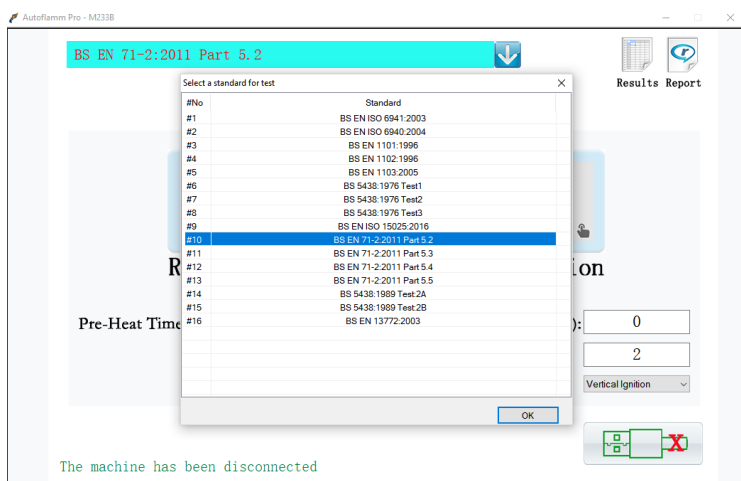 Autoflamm Pro - M233B
BS EN 71-2:2011 Part 5.2
Results Report
Select a standard for test
#No Standard
#1 BS EN ISO 6941:2003
#2 BS EN ISO 6940:2004
#3 BS EN 1101:1996
#4 BS EN 1102:1996
#5 BS EN 1103:2005
#6 BS 5438:1976 Test1
#7 BS 5438:1976 Test2
#8 BS 5438:1976 Test3
#9 BS EN ISO 15025:2016
#10 BS EN 71-2:2011 Part 5.2
#11 BS EN 71-2:2011 Part 5.3
#12 BS EN 71-2:2011 Part 5.4
#13 BS EN 71-2:2011 Part 5.5
#14 BS 5438:1989 Test:2A
#15 BS 5438:1989 Test:2B
#16 BS EN 13772:2003
R ion
Pre-Heat Time ): 0
2
Vertical Ignition
OK
X
The machine has been disconnected